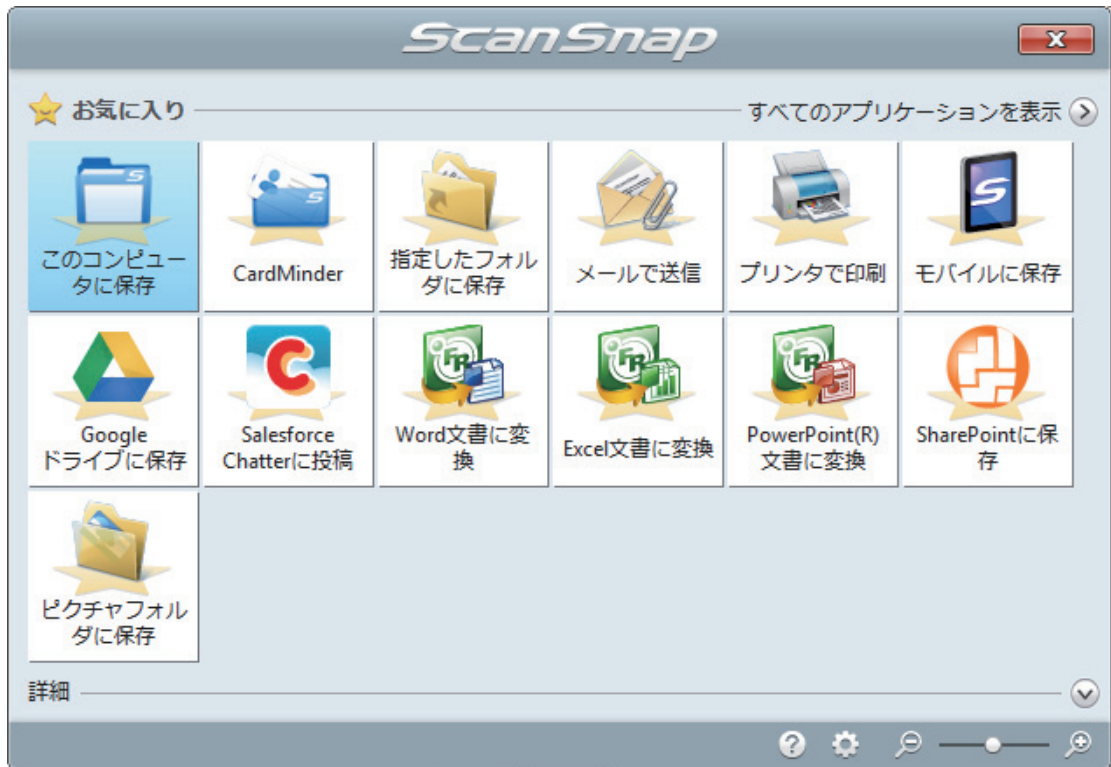 ScanSnap
お気に入り
すべてのアプリケーションを表示
このコンピュー
タに保存
CardMinder
指定したフォル
ダに保存
メールで送信
プリンタで印刷
モバイルに保存
Google
ドライブに保存
Salesforce
Chatterに投稿
Word文書に変
換
Excel文書に変換
PowerPoint(R)
文書に変換
SharePointに保
存
ピクチャフォル
ダに保存
詳細